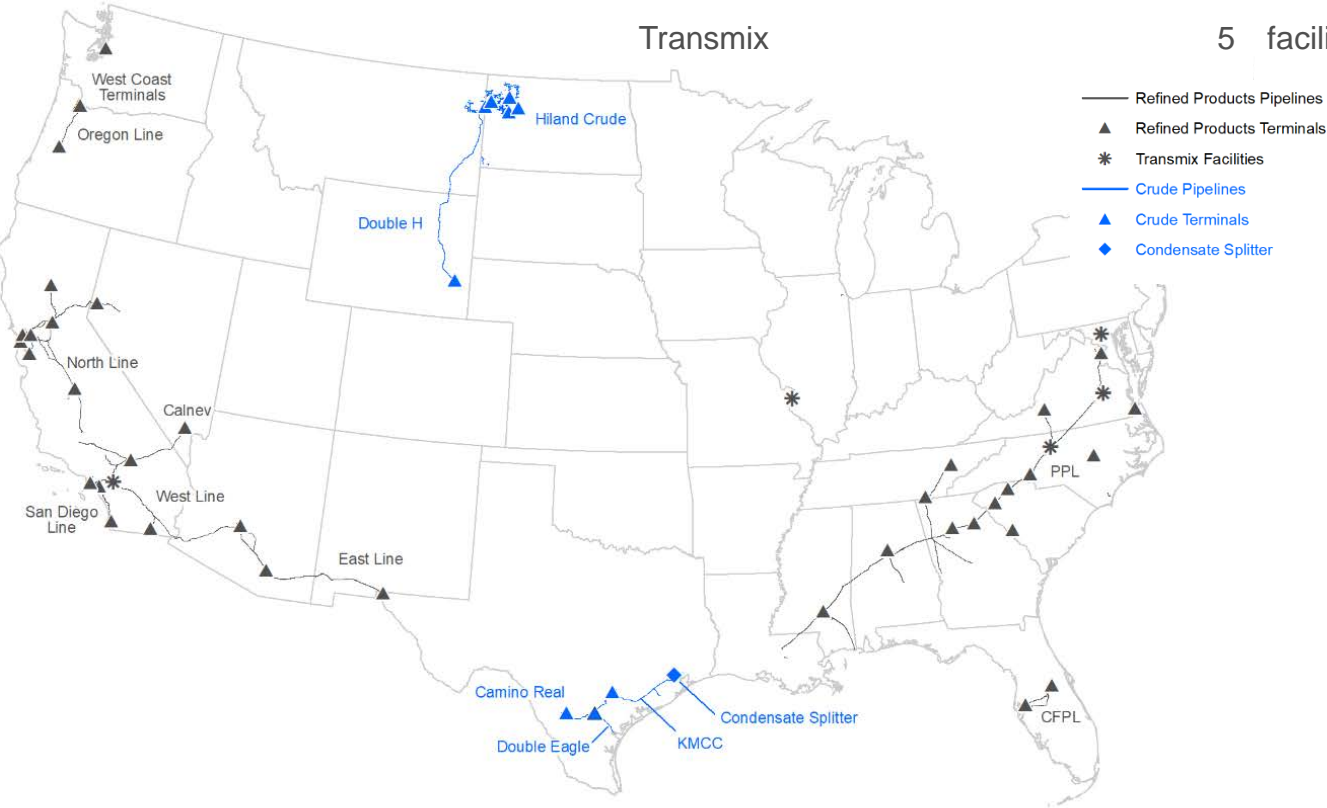 Transmix 5 facili
West Coast
Terminals
Oregon Line
Hiland Crude
Double H
Refined Products Pipelines
Refined Products Terminals
Transmix Facilities
Crude Pipelines
Crude Terminals
Condensate Splitter
North Line
Calnev
West Line
San Diego
Line
East Line
PPL
Camino Real
Condensate Splitter
Double Eagle
KMCC
CFPL